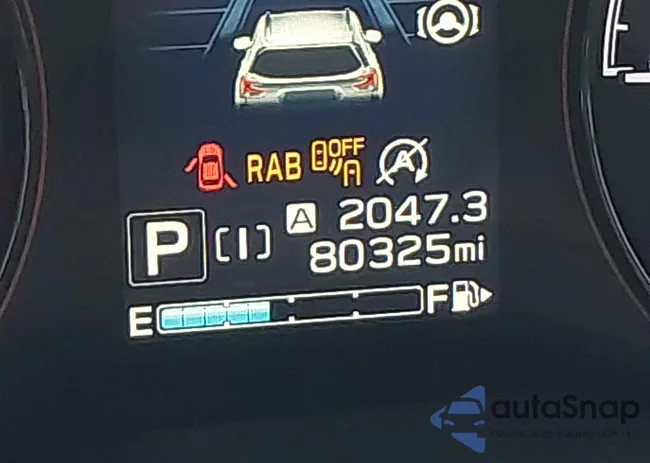 RAB OFF A
A 2047.3
P [I] 80325mi
E F
autoSnap